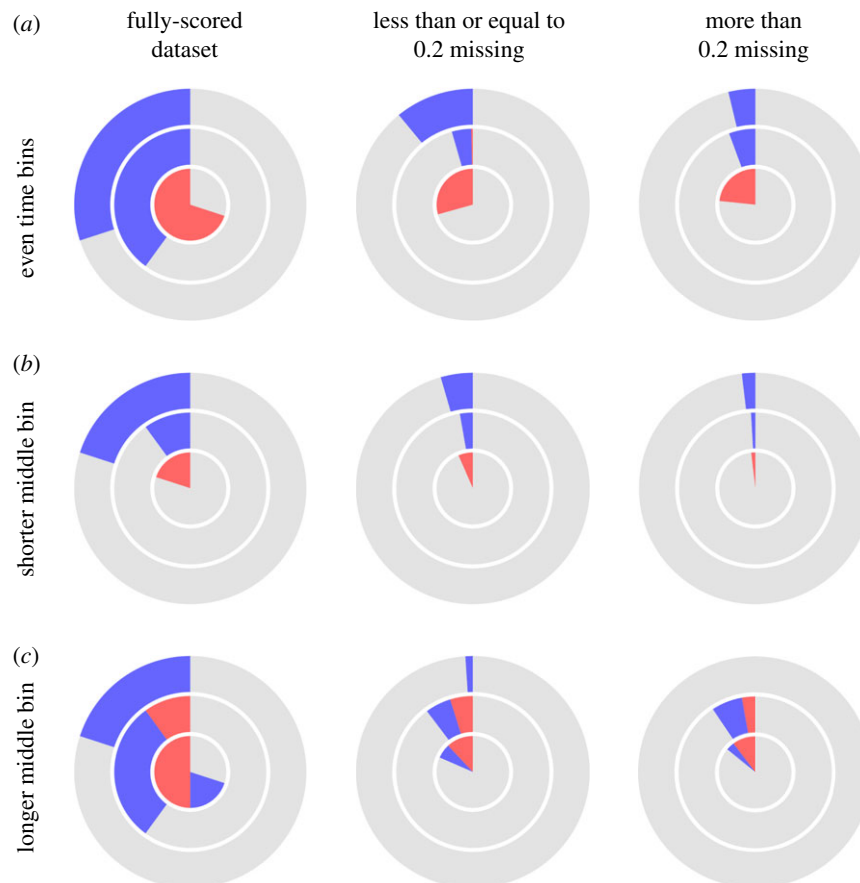 (a)
fully-scored
dataset
less than or equal to
0.2 missing
more than
0.2 missing
even time bins
(b)
shorter middle bin
(c)
longer middle bin